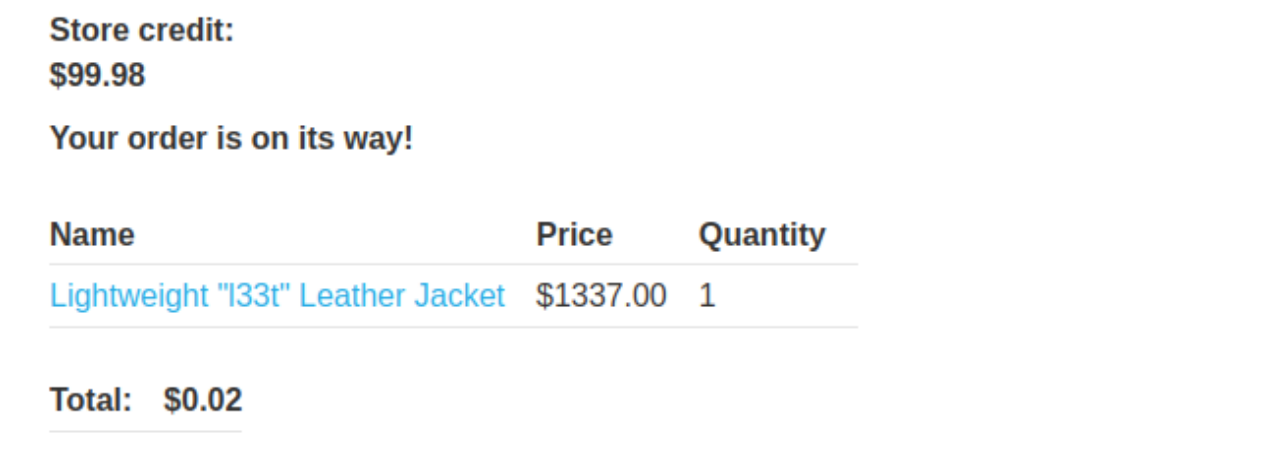 Store credit:
$99.98
Your order is on its way!
Name Price Quantity
Lightweight "l33t" Leather Jacket $1337.00 1
Total: $0.02